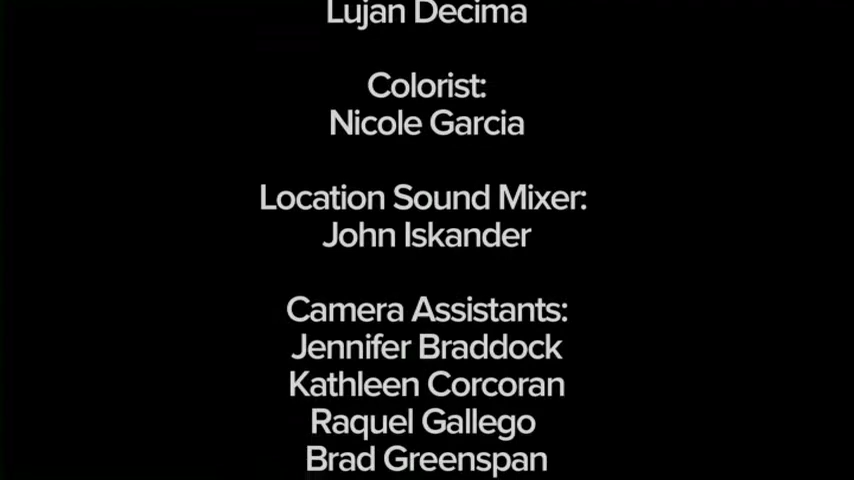 Lujan Decima
Colorist:
Nicole Garcia
Location Sound Mixer:
John Iskander
Camera Assistants:
Jennifer Braddock
Kathleen Corcoran
Raquel Gallego
Brad Greenspan